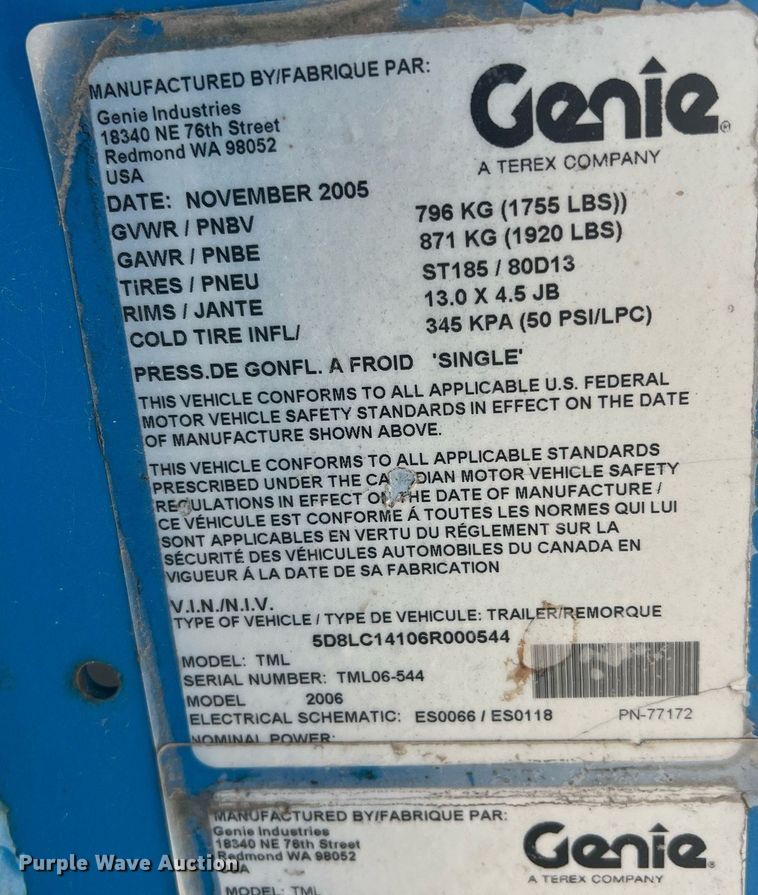 MANUFACTURED BY/FABRIQUE PAR:
Genie Industries
18340 NE 76th Street
Redmond WA 98052
USA
Genie
A TEREX COMPANY
DATE: NOVEMBER 2005
GVWR / PNBV 796 KG (1755 LBS))
GAWR / PNBE 871 KG (1920 LBS)
TIRES / PNEU ST185 / 80D13
RIMS / JANTE 13.0 X 4.5 JB
COLD TIRE INFL/ 345 KPA (50 PSI/LPC)
PRESS.DE GONFL. A FROID 'SINGLE'
THIS VEHICLE CONFORMS TO ALL APPLICABLE U.S. FEDERAL
MOTOR VEHICLE SAFETY STANDARDS IN EFFECT ON THE DATE
OF MANUFACTURE SHOWN ABOVE.
THIS VEHICLE CONFORMS TO ALL APPLICABLE STANDARDS
PRESCRIBED UNDER THE CANADIAN MOTOR VEHICLE SAFETY
REGULATIONS IN EFFECT ON THE DATE OF MANUFACTURE /
CE VÉHICULE EST CONFORME Á TOUTES LES NORMES QUI LUI
SONT APPLICABLES EN VERTU DU RÉGLEMENT SUR LA
SÉCURITÉ DES VÉHICULES AUTOMOBILES DU CANADA EN
VIGUEUR Á LA DATE DE SA FABRICATION
V.I.N./N.I.V.
TYPE OF VEHICLE / TYPE DE VEHICULE: TRAILER/REMORQUE
5D8LC14106R000544
MODEL: TML
SERIAL NUMBER: TML06-544
MODEL 2006
ELECTRICAL SCHEMATIC: ES0066 / ES0118
PN-77172
NOMINAL POWER:
MANUFACTURED BY/FABRIQUE PAR:
Genie Industries
18340 NE 76th Street
Redmond WA 98052
USA
Genie
A TEREX COMPANY
MODEL: TML
Purple Wave Auction